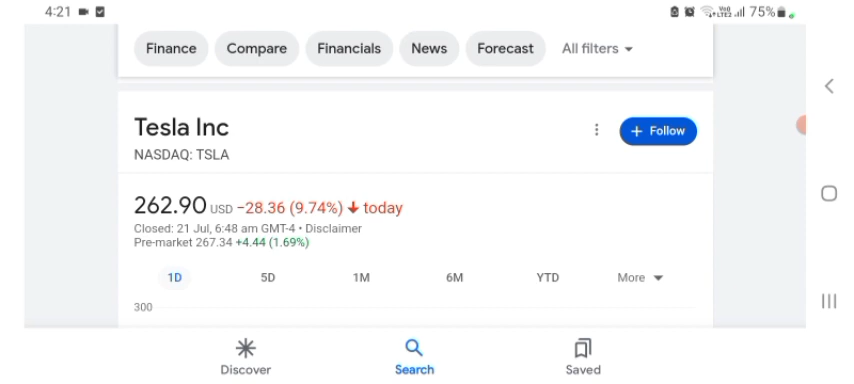 4:21 75%
Finance Compare Financials News Forecast All filters
Tesla Inc
+ Follow
NASDAQ: TSLA
262.90 USD −28.36 (9.74%) today
Closed: 21 Jul, 6:48 am GMT-4 • Disclaimer
Pre-market 267.34 +4.44 (1.69%)
1D 5D 1M 6M YTD More
300
Discover Search Saved